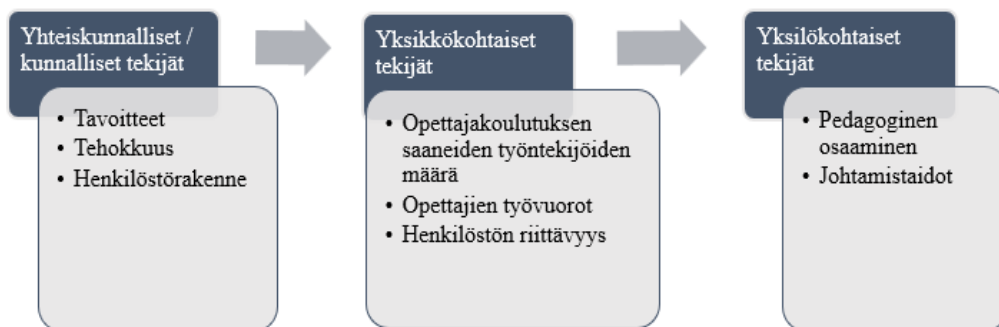 Yhteiskunnalliset /
kunnalliset tekijät
• Tavoitteet
• Tehokkuus
• Henkilöstörakenne
Yksikkökohtaiset
tekijät
• Opettajakoulutuksen
saaneiden työntekijöiden
määrä
• Opettajien työvuorot
• Henkilöstön riittävyys
Yksilökohtaiset
tekijät
• Pedagoginen
osaaminen
• Johtamistaidot